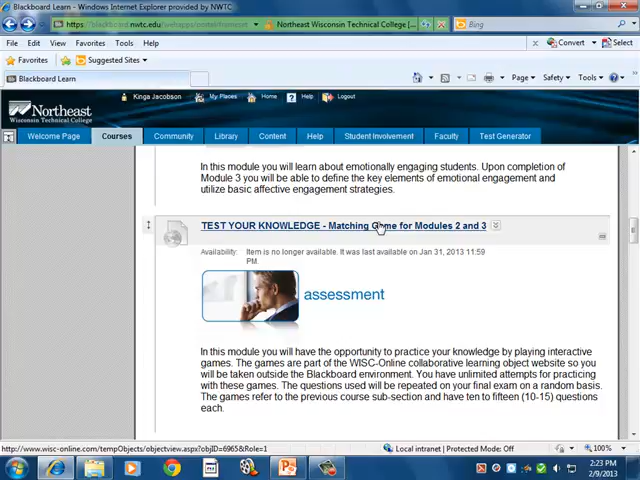 Blackboard Learn - Windows Internet Explorer provided by NWTC
https://blackboard.nwtc.edu/webapps/portal/frameset
Northeast Wisconsin Technical College [...
Bing
File Edit View Favorites Tools Help
Convert Select
Favorites Suggested Sites
Blackboard Learn
Page Safety Tools
Kinga Jacobson My Places Home Help Logout
Northeast
Wisconsin Technical College
Welcome Page Courses Community Library Content Help Student Involvement Faculty Test Generator
In this module you will learn about emotionally engaging students. Upon completion of
Module 3 you will be able to define the key elements of emotional engagement and
utilize basic affective engagement strategies.
TEST YOUR KNOWLEDGE - Matching Game for Modules 2 and 3
Availability: Item is no longer available. It was last available on Jan 31, 2013 11:59
PM.
assessment
In this module you will have the opportunity to practice your knowledge by playing interactive
games. The games are part of the WISC-Online collaborative learning object website so you
will be taken outside the Blackboard environment. You have unlimited attempts for practicing
with these games. The questions used will be repeated on your final exam on a random basis.
The games refer to the previous course sub-section and have ten to fifteen (10-15) questions
each.
http://www.wisc-online.com/tempObjects/objectview.aspx?objID=6965&Role=1
Local intranet | Protected Mode: Off
100%
2:23 PM
2/9/2013